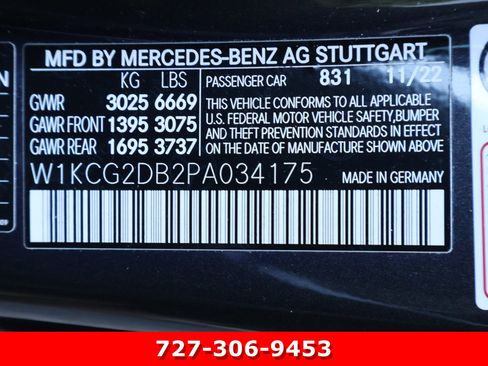 MFD BY MERCEDES-BENZ AG STUTTGART
KG LBS PASSENGER CAR 831 11/22
GVWR 3025 6669 THIS VEHICLE CONFORMS TO ALL APPLICABLE
GAWR FRONT 1395 3075 U.S. FEDERAL MOTOR VEHICLE SAFETY,BUMPER
GAWR REAR 1695 3737 AND THEFT PREVENTION STANDARDS IN EFFECT
ON THE DATE OF MANUFACTURE SHOWN ABOVE.
W1KCG2DB2PA034175 MADE IN GERMANY
727-306-9453